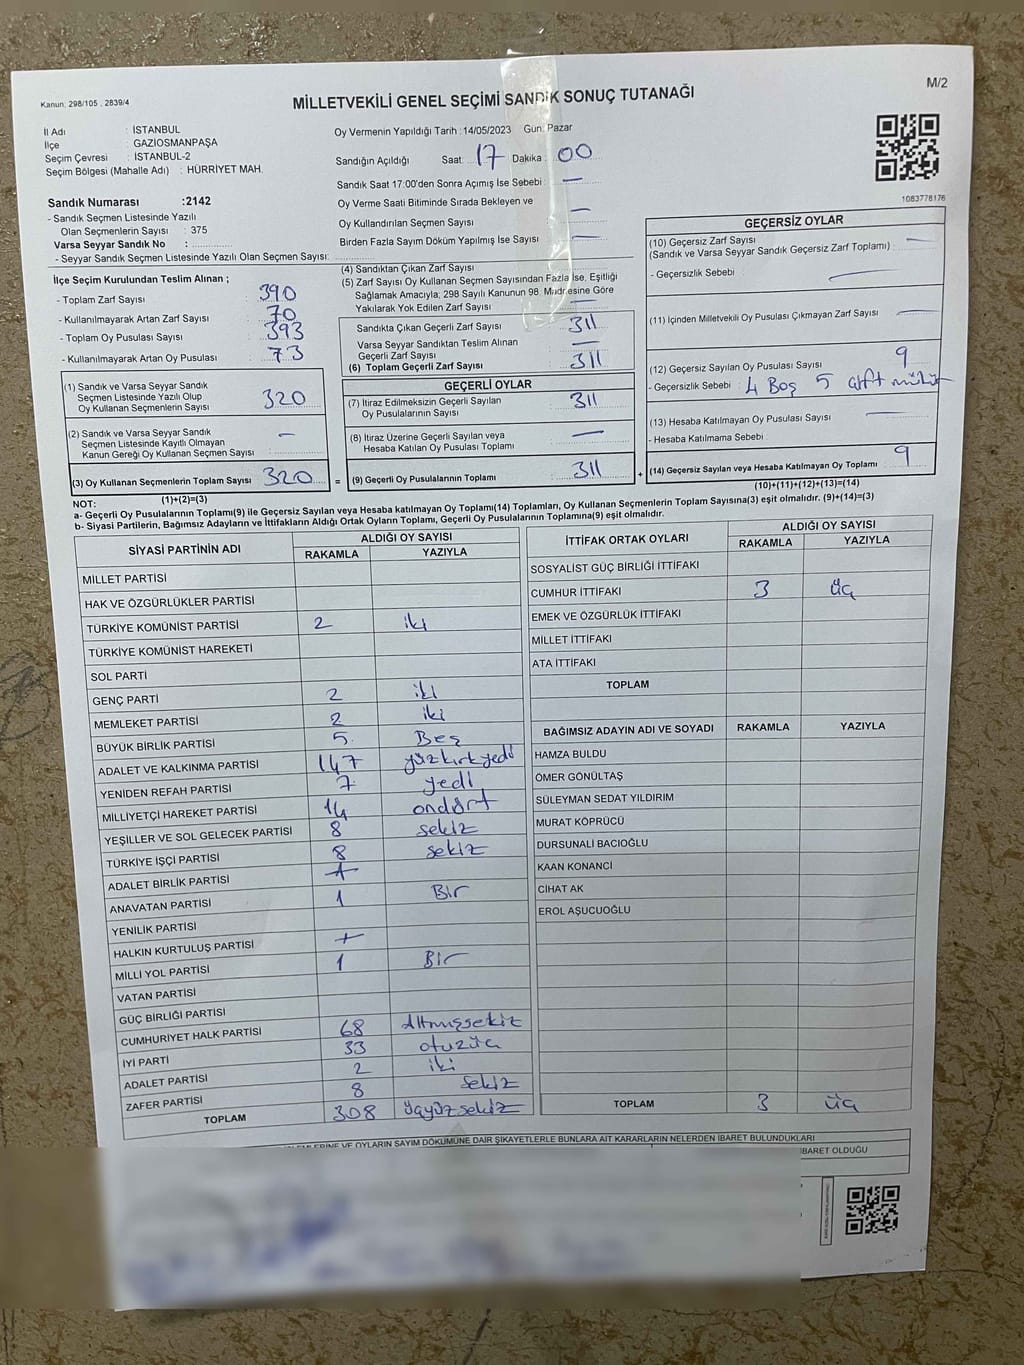 Kanun: 298/105 , 2839/4
MİLLETVEKİLİ GENEL SEÇİMİ SANDIK SONUÇ TUTANAĞI
M/2
İl Adı : İSTANBUL
İlçe : GAZİOSMANPAŞA
Seçim Çevresi : İSTANBUL-2
Seçim Bölgesi (Mahalle Adı) : HÜRRİYET MAH.
Sandık Numarası :2142
- Sandık Seçmen Listesinde Yazılı
Olan Seçmenlerin Sayısı : 375
Varsa Seyyar Sandık No :
- Seyyar Sandık Seçmen Listesinde Yazılı Olan Seçmen Sayısı:
Oy Vermenin Yapıldığı Tarih :14/05/2023 Gün: Pazar
Sandığın Açıldığı Saat: 17 Dakika : 00
Sandık Saat 17:00'den Sonra Açımış İse Sebebi : —
Oy Verme Saati Bitiminde Sırada Bekleyen ve
Oy Kullandırılan Seçmen Sayısı —
Birden Fazla Sayım Döküm Yapılmış İse Sayısı —
1083778176
İlçe Seçim Kurulundan Teslim Alınan ;
- Toplam Zarf Sayısı : 390
- Kullanılmayarak Artan Zarf Sayısı : 70
- Toplam Oy Pusulası Sayısı : 393
- Kullanılmayarak Artan Oy Pusulası : 73
(1) Sandık ve Varsa Seyyar Sandık
Seçmen Listesinde Yazılı Olup
Oy Kullanan Seçmenlerin Sayısı : 320
(2) Sandık ve Varsa Seyyar Sandık
Seçmen Listesinde Kayıtlı Olmayan
Kanun Gereği Oy Kullanan Seçmen Sayısı : —
(3) Oy Kullanan Seçmenlerin Toplam Sayısı : 320
(1)+(2)=(3)
(4) Sandıktan Çıkan Zarf Sayısı
(5) Zarf Sayısı Oy Kullanan Seçmen Sayısından Fazla İse, Eşitliği
Sağlamak Amacıyla, 298 Sayılı Kanunun 98. Maddesine Göre
Yakılarak Yok Edilen Zarf Sayısı : —
Sandıkta Çıkan Geçerli Zarf Sayısı : 311
Varsa Seyyar Sandıktan Teslim Alınan
Geçerli Zarf Sayısı : —
(6) Toplam Geçerli Zarf Sayısı : 311
GEÇERLİ OYLAR
(7) İtiraz Edilmeksizin Geçerli Sayılan
Oy Pusulalarının Sayısı : 311
(8) İtiraz Üzerine Geçerli Sayılan veya
Hesaba Katılan Oy Pusulası Toplamı : —
= (9) Geçerli Oy Pusulalarının Toplamı : 311 +
GEÇERSİZ OYLAR
(10) Geçersiz Zarf Sayısı
(Sandık ve Varsa Seyyar Sandık Geçersiz Zarf Toplamı) : —
- Geçersizlik Sebebi : —
(11) İçinden Milletvekili Oy Pusulası Çıkmayan Zarf Sayısı : —
(12) Geçersiz Sayılan Oy Pusulası Sayısı : 9
- Geçersizlik Sebebi : 4 Boş 5 çift mühür
(13) Hesaba Katılmayan Oy Pusulası Sayısı : —
- Hesaba Katılmama Sebebi :
(14) Geçersiz Sayılan veya Hesaba Katılmayan Oy Toplamı : 9
(10)+(11)+(12)+(13)=(14)
NOT:
a- Geçerli Oy Pusulalarının Toplamı(9) ile Geçersiz Sayılan veya Hesaba katılmayan Oy Toplamı(14) Toplamları, Oy Kullanan Seçmenlerin Toplam Sayısına(3) eşit olmalıdır. (9)+(14)=(3)
b- Siyasi Partilerin, Bağımsız Adayların ve İttifakların Aldığı Ortak Oyların Toplamı, Geçerli Oy Pusulalarının Toplamına(9) eşit olmalıdır.
SİYASİ PARTİNİN ADI ALDIĞI OY SAYISI
RAKAMLA YAZIYLA
MİLLET PARTİSİ
HAK VE ÖZGÜRLÜKLER PARTİSİ
TÜRKİYE KOMÜNİST PARTİSİ 2 iki
TÜRKİYE KOMÜNİST HAREKETİ
SOL PARTİ
GENÇ PARTİ 2 iki
MEMLEKET PARTİSİ 2 iki
BÜYÜK BİRLİK PARTİSİ 5 Beş
ADALET VE KALKINMA PARTİSİ 147 yüzkırkyedi
YENİDEN REFAH PARTİSİ 7 yedi
MİLLİYETÇİ HAREKET PARTİSİ 14 ondört
YEŞİLLER VE SOL GELECEK PARTİSİ 8 sekiz
TÜRKİYE İŞÇİ PARTİSİ 8 sekiz
ADALET BİRLİK PARTİSİ
ANAVATAN PARTİSİ 1 Bir
YENİLİK PARTİSİ
HALKIN KURTULUŞ PARTİSİ
MİLLİ YOL PARTİSİ 1 Bir
VATAN PARTİSİ
GÜÇ BİRLİĞİ PARTİSİ
CUMHURİYET HALK PARTİSİ 68 Altmışsekiz
İYİ PARTİ 33 otuzüç
ADALET PARTİSİ 2 iki
ZAFER PARTİSİ 8 sekiz
TOPLAM 308 üçyüzsekiz
İTTİFAK ORTAK OYLARI ALDIĞI OY SAYISI
RAKAMLA YAZIYLA
SOSYALİST GÜÇ BİRLİĞİ İTTİFAKI
CUMHUR İTTİFAKI 3 üç
EMEK VE ÖZGÜRLÜK İTTİFAKI
MİLLET İTTİFAKI
ATA İTTİFAKI
TOPLAM
BAĞIMSIZ ADAYIN ADI VE SOYADI RAKAMLA YAZIYLA
HAMZA BULDU
ÖMER GÖNÜLTAŞ
SÜLEYMAN SEDAT YILDIRIM
MURAT KÖPRÜCÜ
DURSUNALİ BACIOĞLU
KAAN KONANCİ
CİHAT AK
EROL AŞUCUOĞLU
TOPLAM 3 üç
VE OYLARIN SAYIM DÖKÜMÜNE DAİR ŞİKAYETLERLE BUNLARA AİT KARARLARIN NELERDEN İBARET BULUNDUKLARI
İBARET OLDUĞU